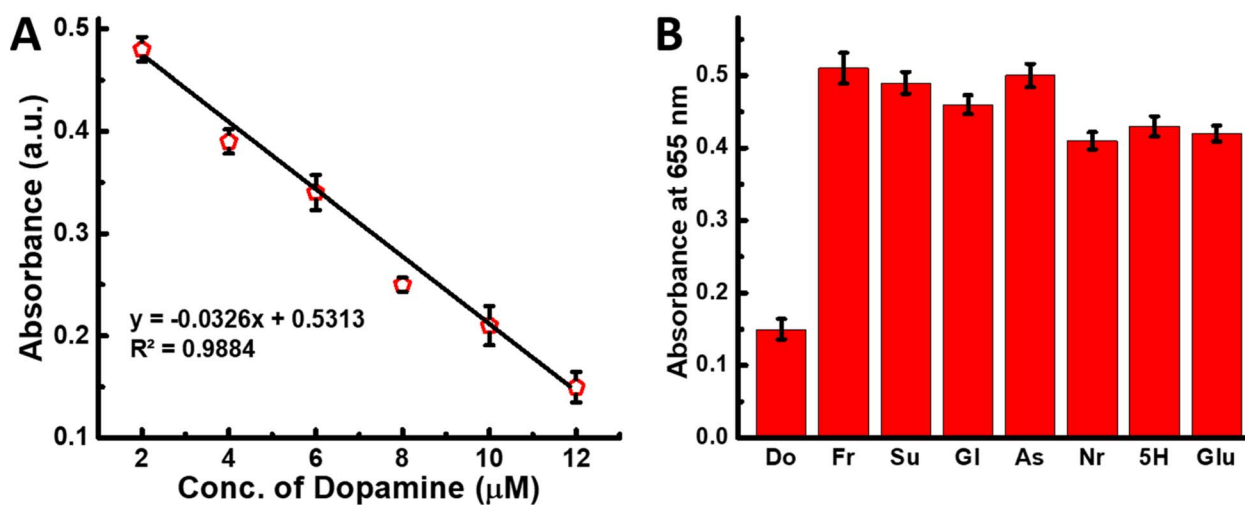 A
B
0.5
0.4
0.3
0.2
0.1
Absorbance (a.u.)
y = -0.0326x + 0.5313
R² = 0.9884
2 4 6 8 10 12
Conc. of Dopamine (μM)
Absorbance at 655 nm
0.5
0.4
0.3
0.2
0.1
0.0
Do Fr Su Gl As Nr 5H Glu